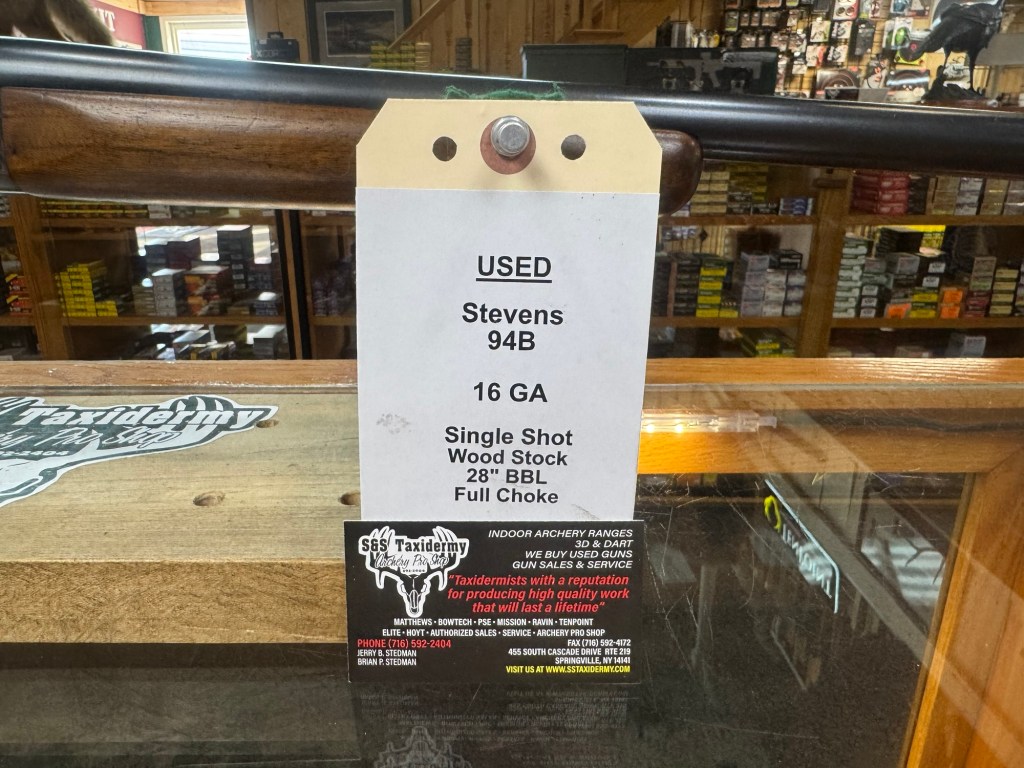 USED
Stevens
94B
16 GA
Single Shot
Wood Stock
28" BBL
Full Choke
Taxidermy
Pro Shop
S&S Taxidermy
Archery Pro Shop
INDOOR ARCHERY RANGES
3D & DART
WE BUY USED GUNS
GUN SALES & SERVICE
"Taxidermists with a reputation
for producing high quality work
that will last a lifetime"
MATTHEWS • BOWTECH • PSE • MISSION • RAVIN • TENPOINT
ELITE • HOYT • AUTHORIZED SALES • SERVICE • ARCHERY PRO SHOP
PHONE (716) 592-2404
FAX (716) 592-4172
JERRY B. STEDMAN
455 SOUTH CASCADE DRIVE RTE 219
BRIAN P. STEDMAN
SPRINGVILLE, NY 14141
VISIT US AT WWW.SSTAXIDERMY.COM